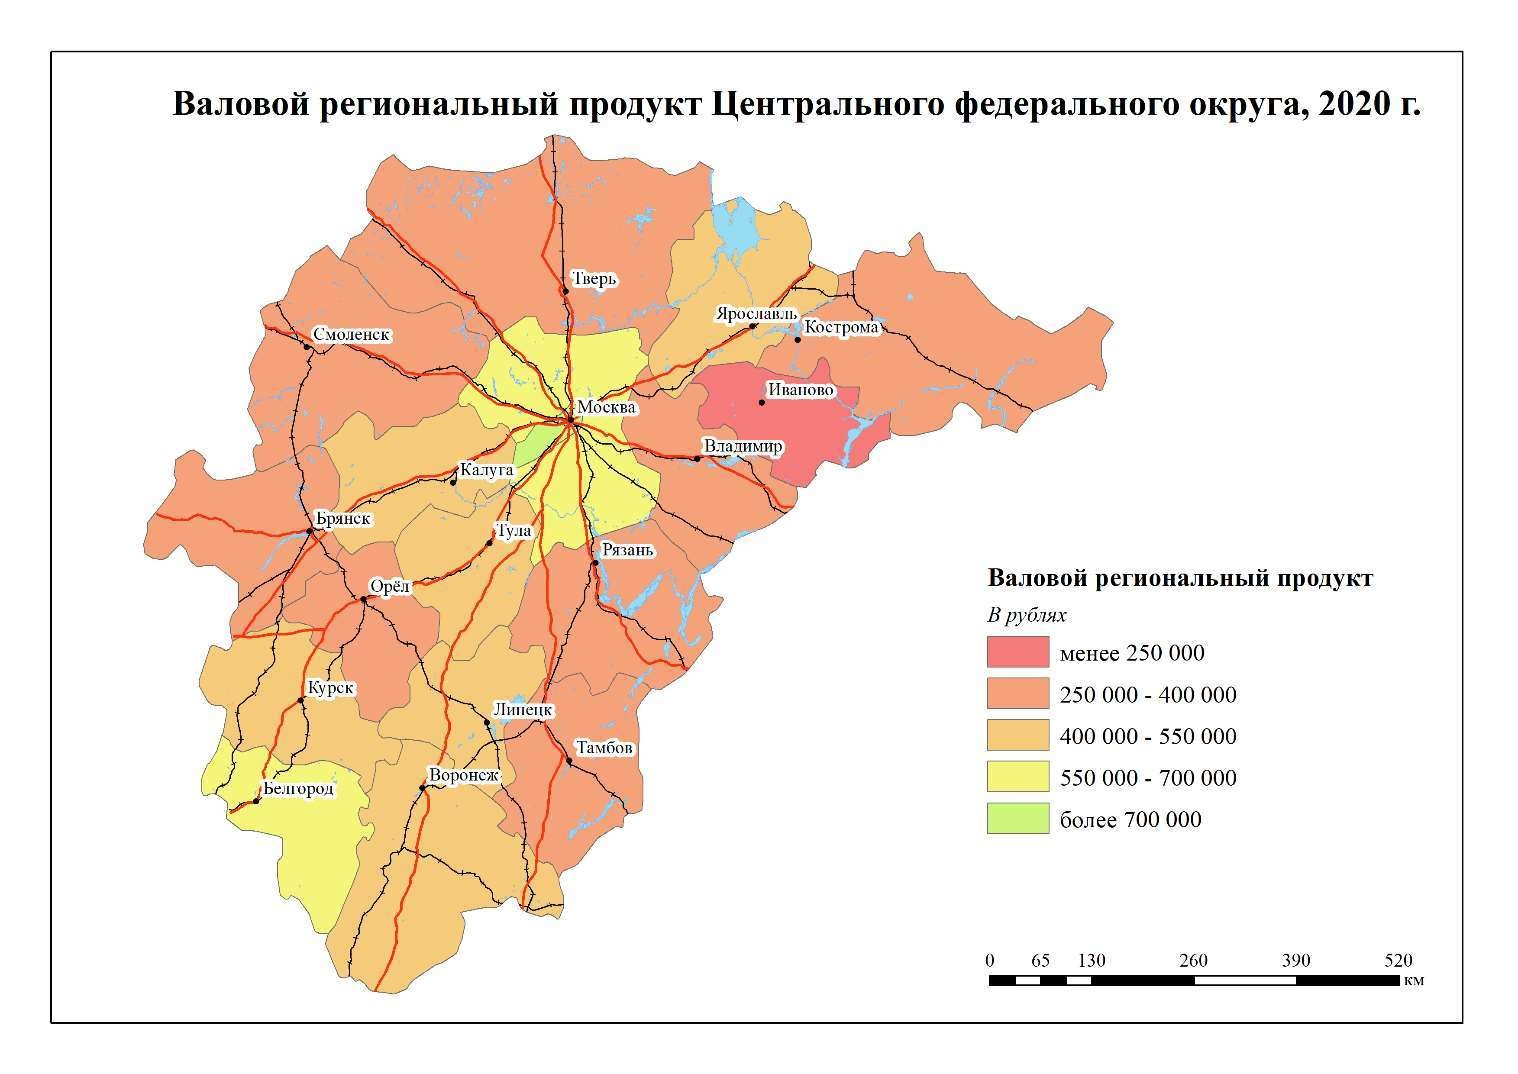 Валовой региональный продукт Центрального федерального округа, 2020 г.
Тверь
Ярославль
Кострома
Смоленск
Иваново
Москва
Владимир
Калуга
Брянск
Тула
Рязань
Орёл
Курск
Липецк
Тамбов
Воронеж
Белгород
Валовой региональный продукт
В рублях
менее 250 000
250 000 - 400 000
400 000 - 550 000
550 000 - 700 000
более 700 000
0 65 130 260 390 520
км